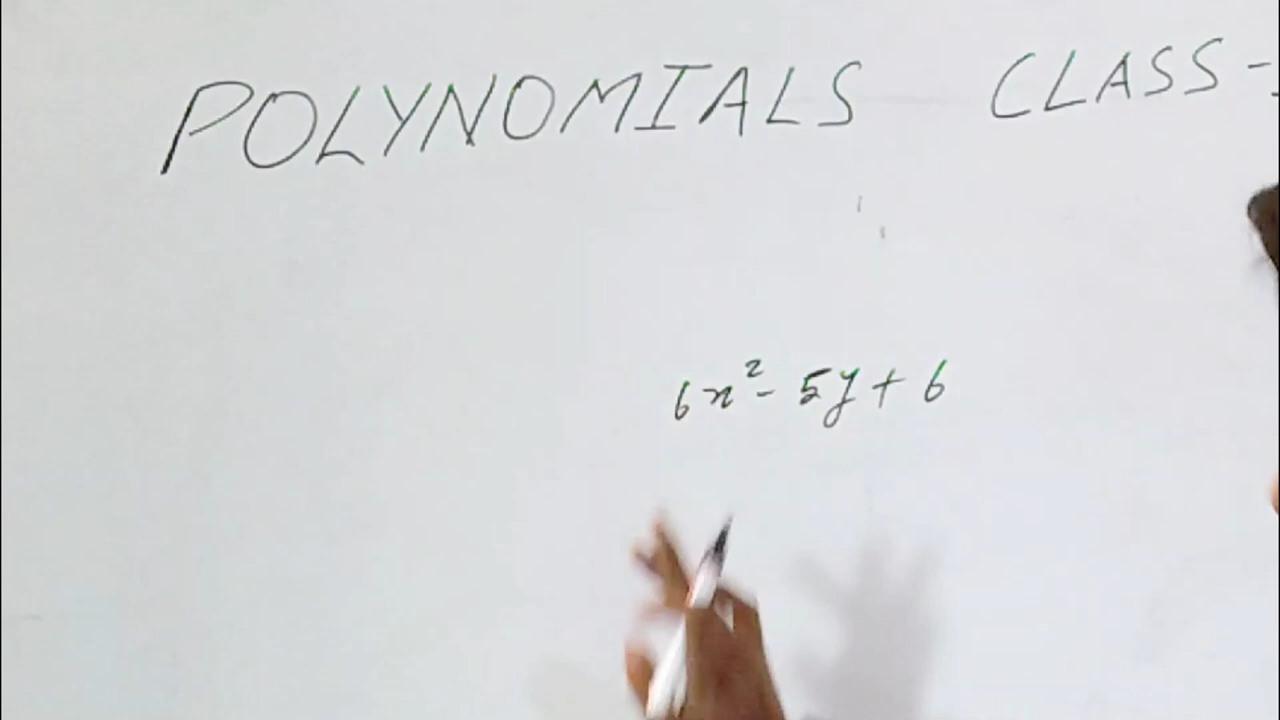 POLYNOMIALS CLASS-
6x² - 5y + 6